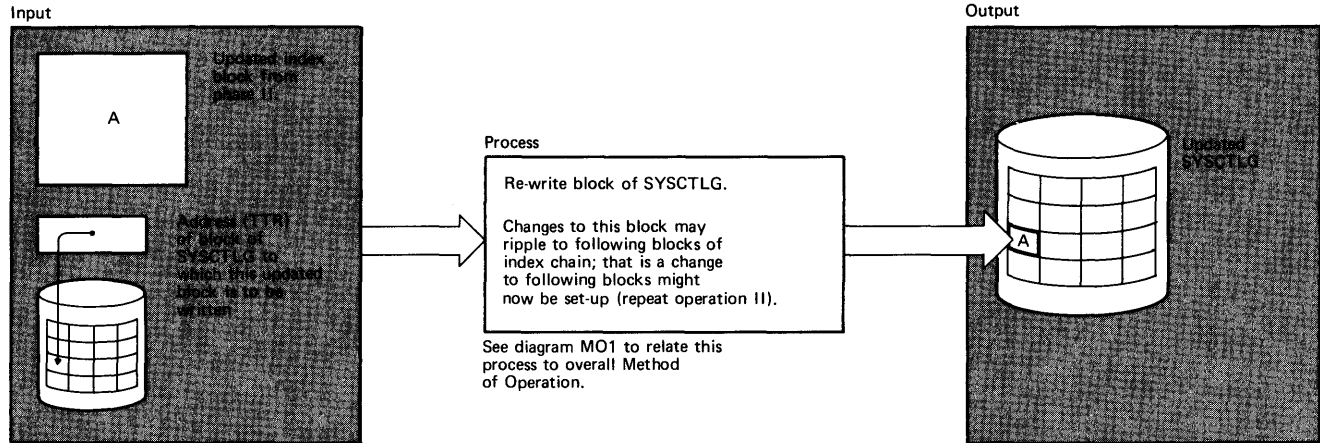 Input
Updated index
block from
phase II.
A
Address (TTR)
of block of
SYSCTLG to
which this updated
block is to be
written
Process
Re-write block of SYSCTLG.
Changes to this block may
ripple to following blocks of
index chain; that is a change
to following blocks might
now be set-up (repeat operation II).
See diagram MO1 to relate this
process to overall Method
of Operation.
Output
Updated
SYSCTLG
A